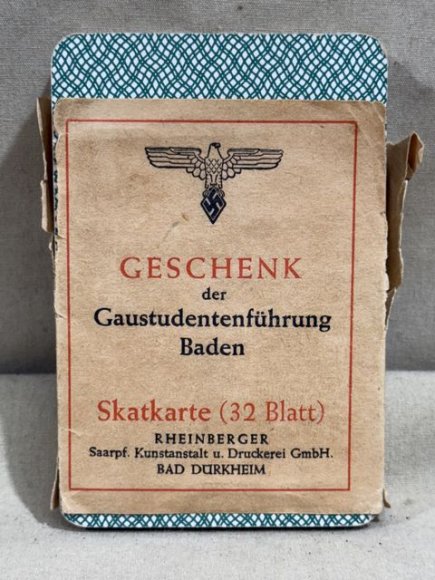 GESCHENK
der
Gaustudentenführung
Baden
Skatkarte (32 Blatt)
RHEINBERGER
Saarpf. Kunstanstalt u. Druckerei GmbH.
BAD DÜRKHEIM